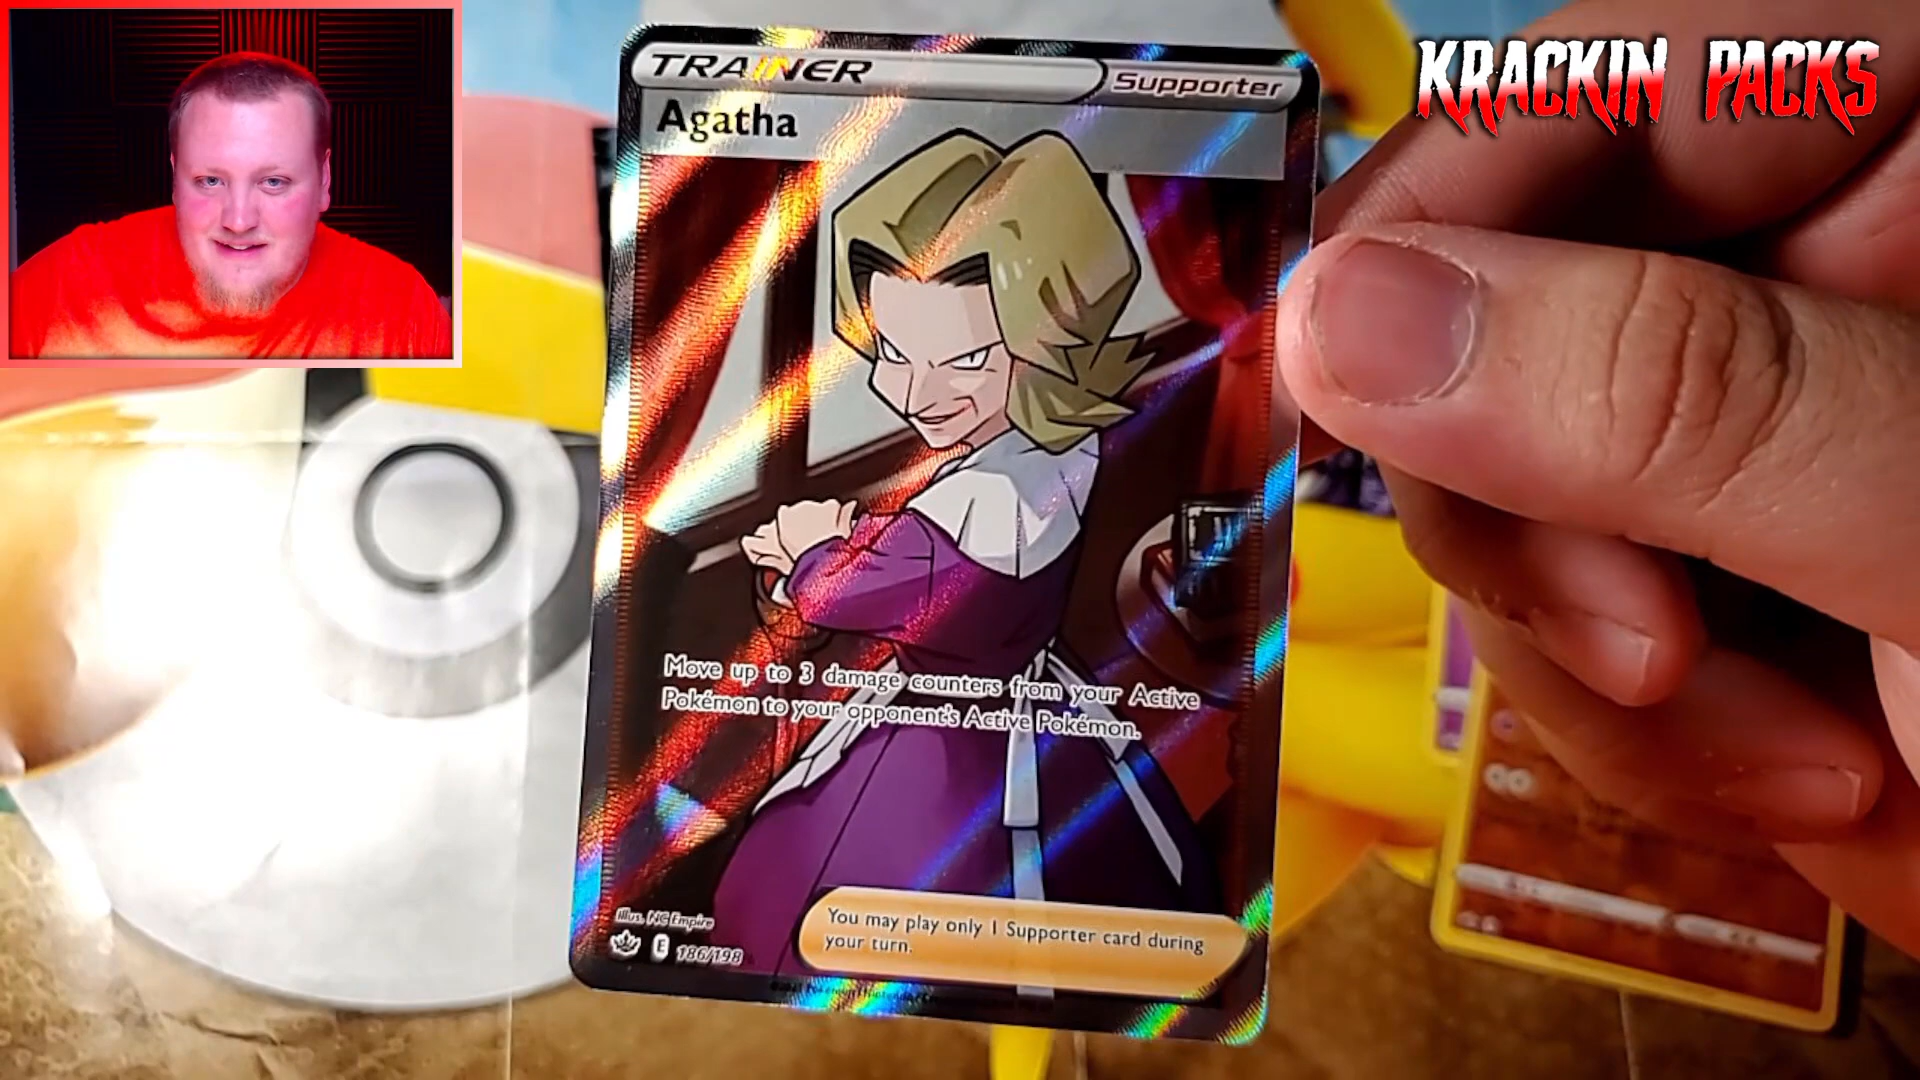 KRACKIN PACKS
TRAINER
Supporter
Agatha
Move up to 3 damage counters from your Active
Pokémon to your opponent's Active Pokémon.
Illus. NC Empire
E 186/198
You may play only 1 Supporter card during
your turn.